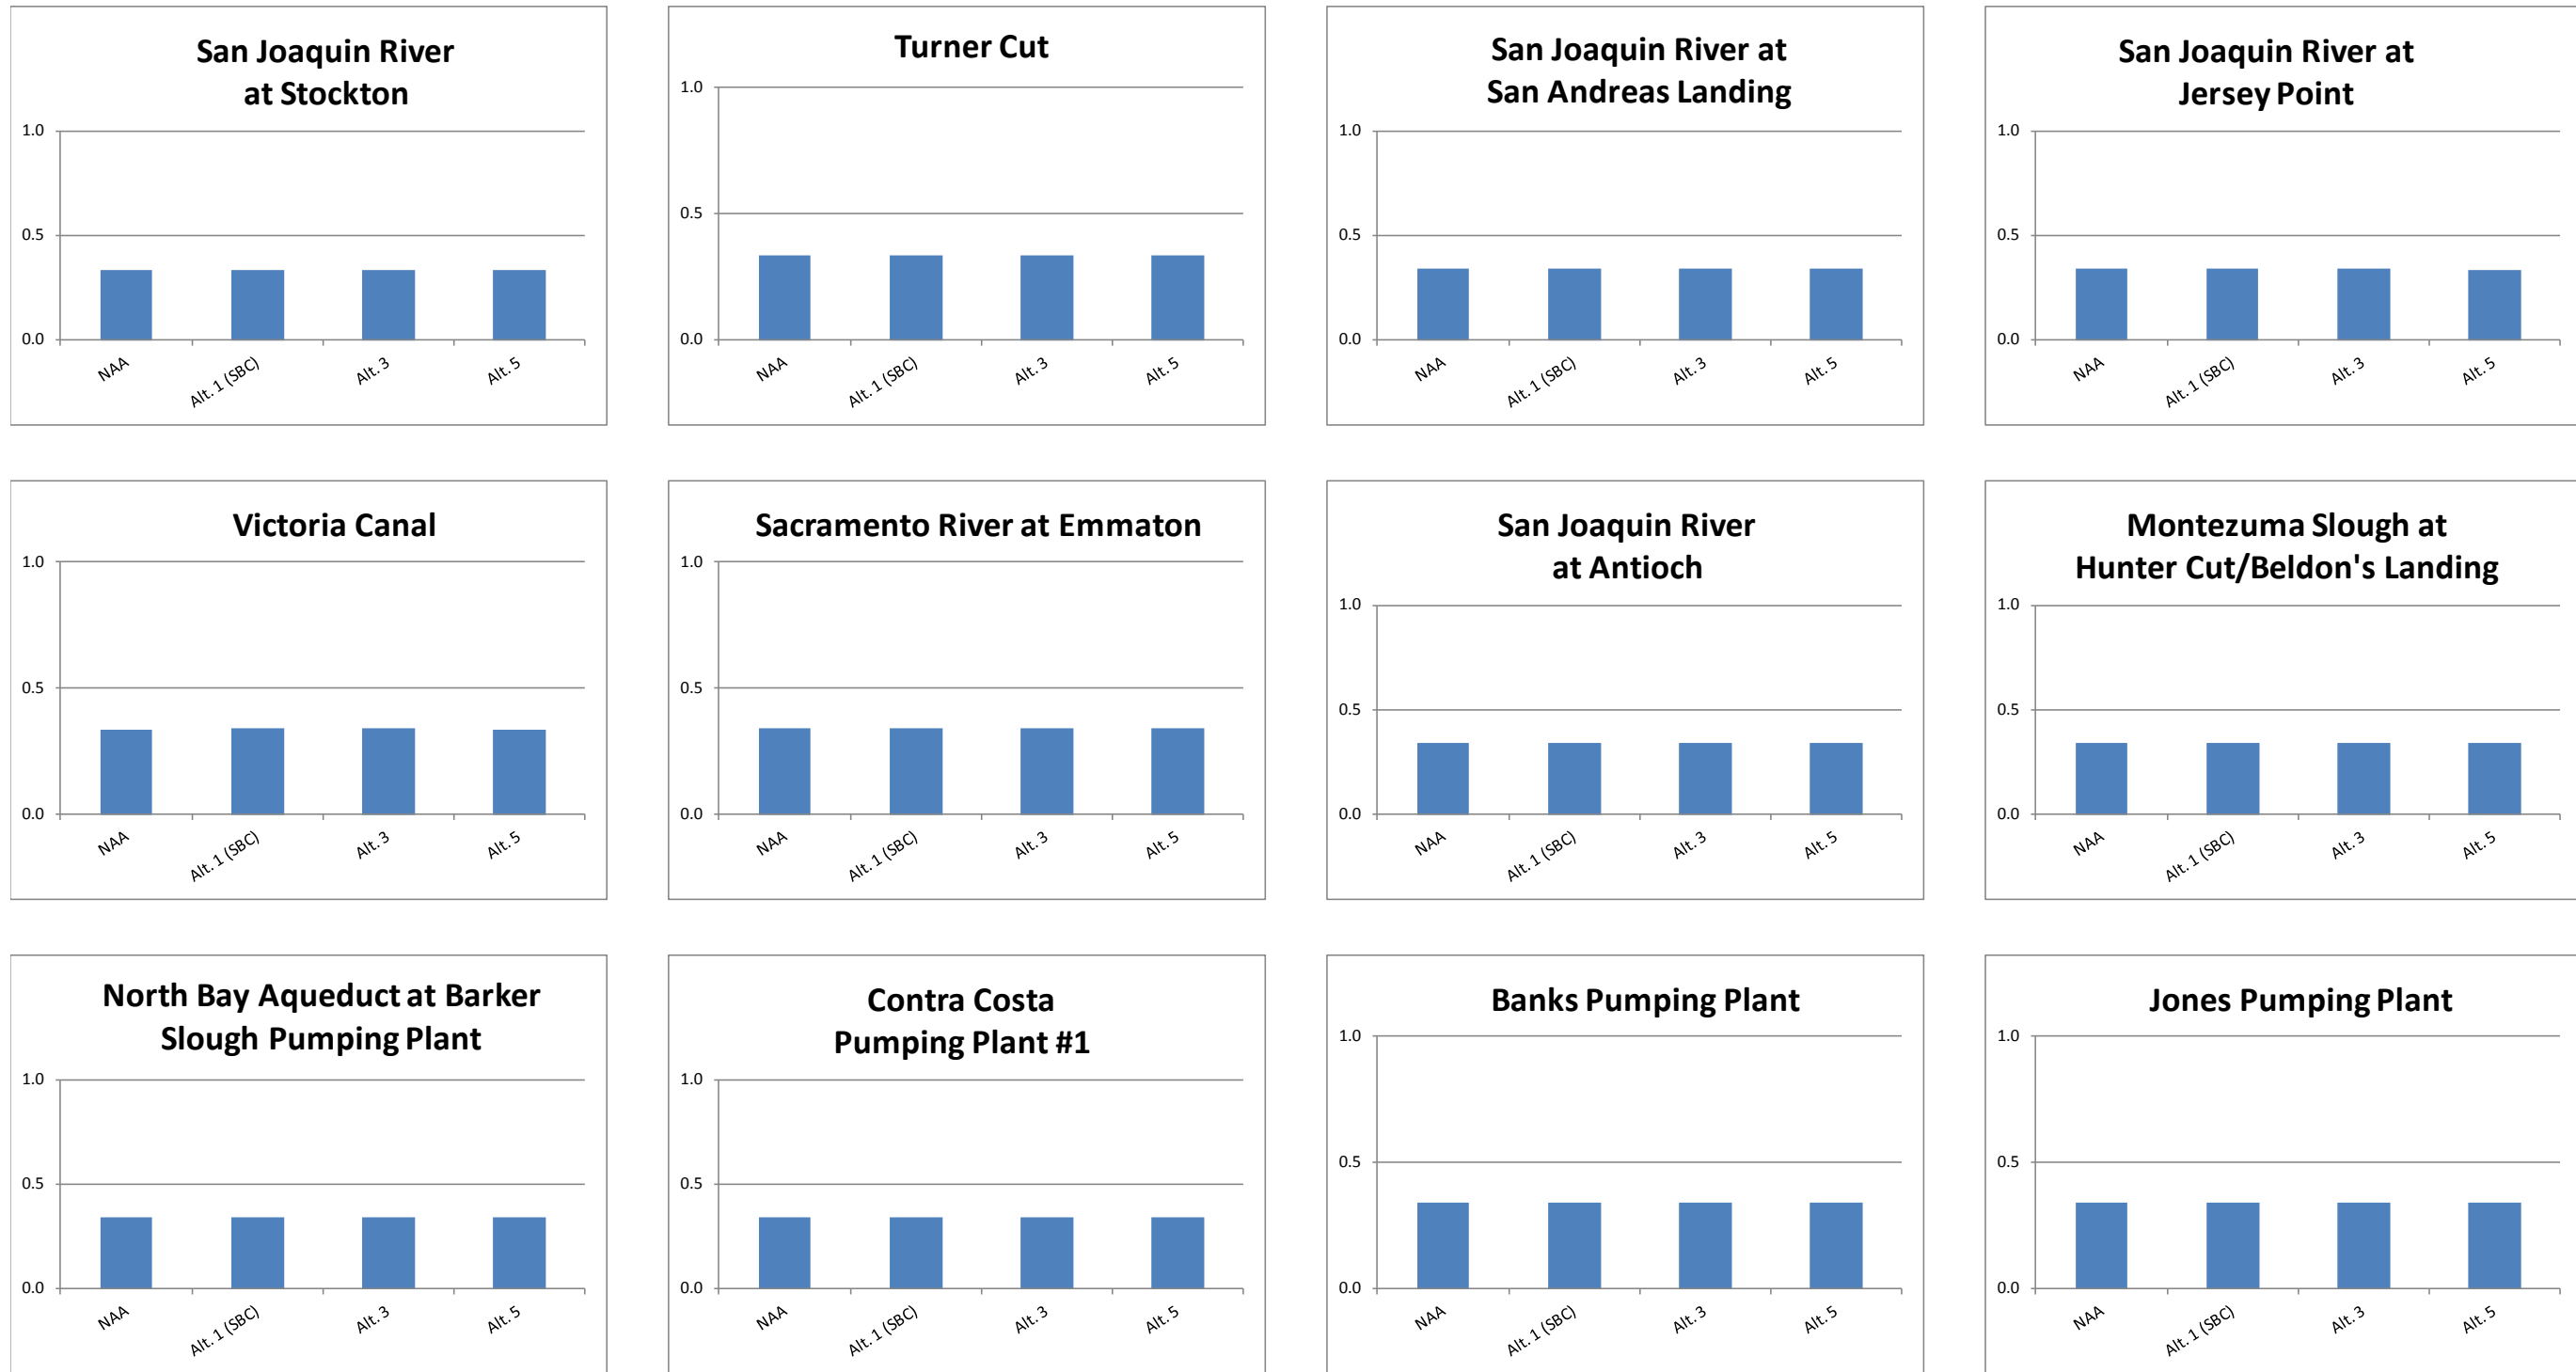 San Joaquin River
at Stockton
1.0
0.5
0.0
NAA
Alt. 1 (SBC)
Alt. 3
Alt. 5
Turner Cut
1.0
0.5
0.0
NAA
Alt. 1 (SBC)
Alt. 3
Alt. 5
San Joaquin River at
San Andreas Landing
1.0
0.5
0.0
NAA
Alt. 1 (SBC)
Alt. 3
Alt. 5
San Joaquin River at
Jersey Point
1.0
0.5
0.0
NAA
Alt. 1 (SBC)
Alt. 3
Alt. 5
Victoria Canal
1.0
0.5
0.0
NAA
Alt. 1 (SBC)
Alt. 3
Alt. 5
Sacramento River at Emmaton
1.0
0.5
0.0
NAA
Alt. 1 (SBC)
Alt. 3
Alt. 5
San Joaquin River
at Antioch
1.0
0.5
0.0
NAA
Alt. 1 (SBC)
Alt. 3
Alt. 5
Montezuma Slough at
Hunter Cut/Beldon's Landing
1.0
0.5
0.0
NAA
Alt. 1 (SBC)
Alt. 3
Alt. 5
North Bay Aqueduct at Barker
Slough Pumping Plant
1.0
0.5
0.0
NAA
Alt. 1 (SBC)
Alt. 3
Alt. 5
Contra Costa
Pumping Plant #1
1.0
0.5
0.0
NAA
Alt. 1 (SBC)
Alt. 3
Alt. 5
Banks Pumping Plant
1.0
0.5
0.0
NAA
Alt. 1 (SBC)
Alt. 3
Alt. 5
Jones Pumping Plant
1.0
0.5
0.0
NAA
Alt. 1 (SBC)
Alt. 3
Alt. 5